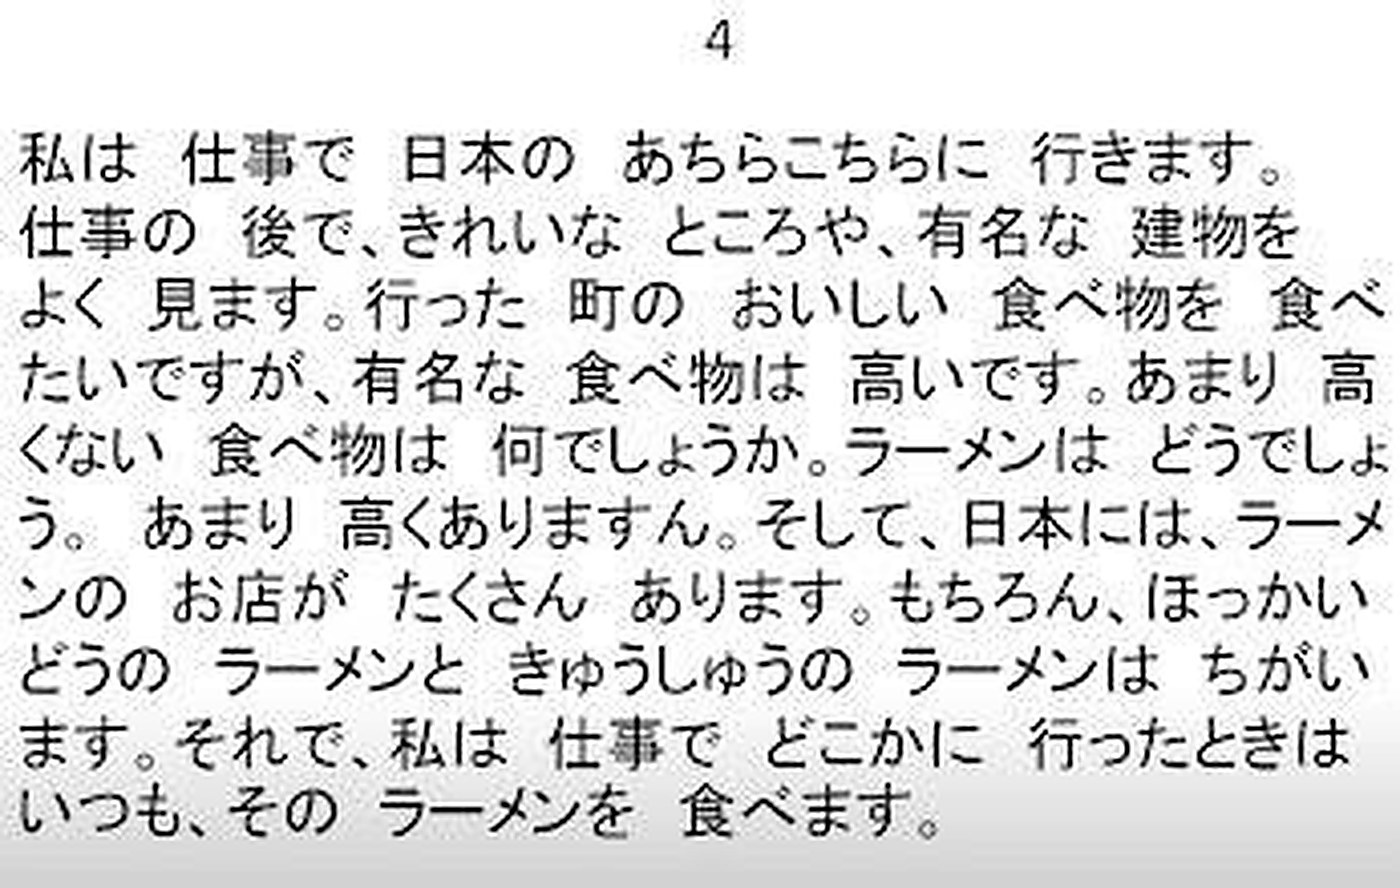 4
私は 仕事で 日本の あちらこちらに 行きます。
仕事の 後で、きれいな ところや、有名な 建物を
よく 見ます。行った 町の おいしい 食べ物を 食べ
たいですが、有名な 食べ物は 高いです。あまり 高
くない 食べ物は 何でしょうか。ラーメンは どうでしょ
う。 あまり 高くありますん。そして、日本には、ラーメ
ンの お店が たくさん あります。もちろん、ほっかい
どうの ラーメンと きゅうしゅうの ラーメンは ちがい
ます。それで、私は 仕事で どこかに 行ったときは
いつも、その ラーメンを 食べます。